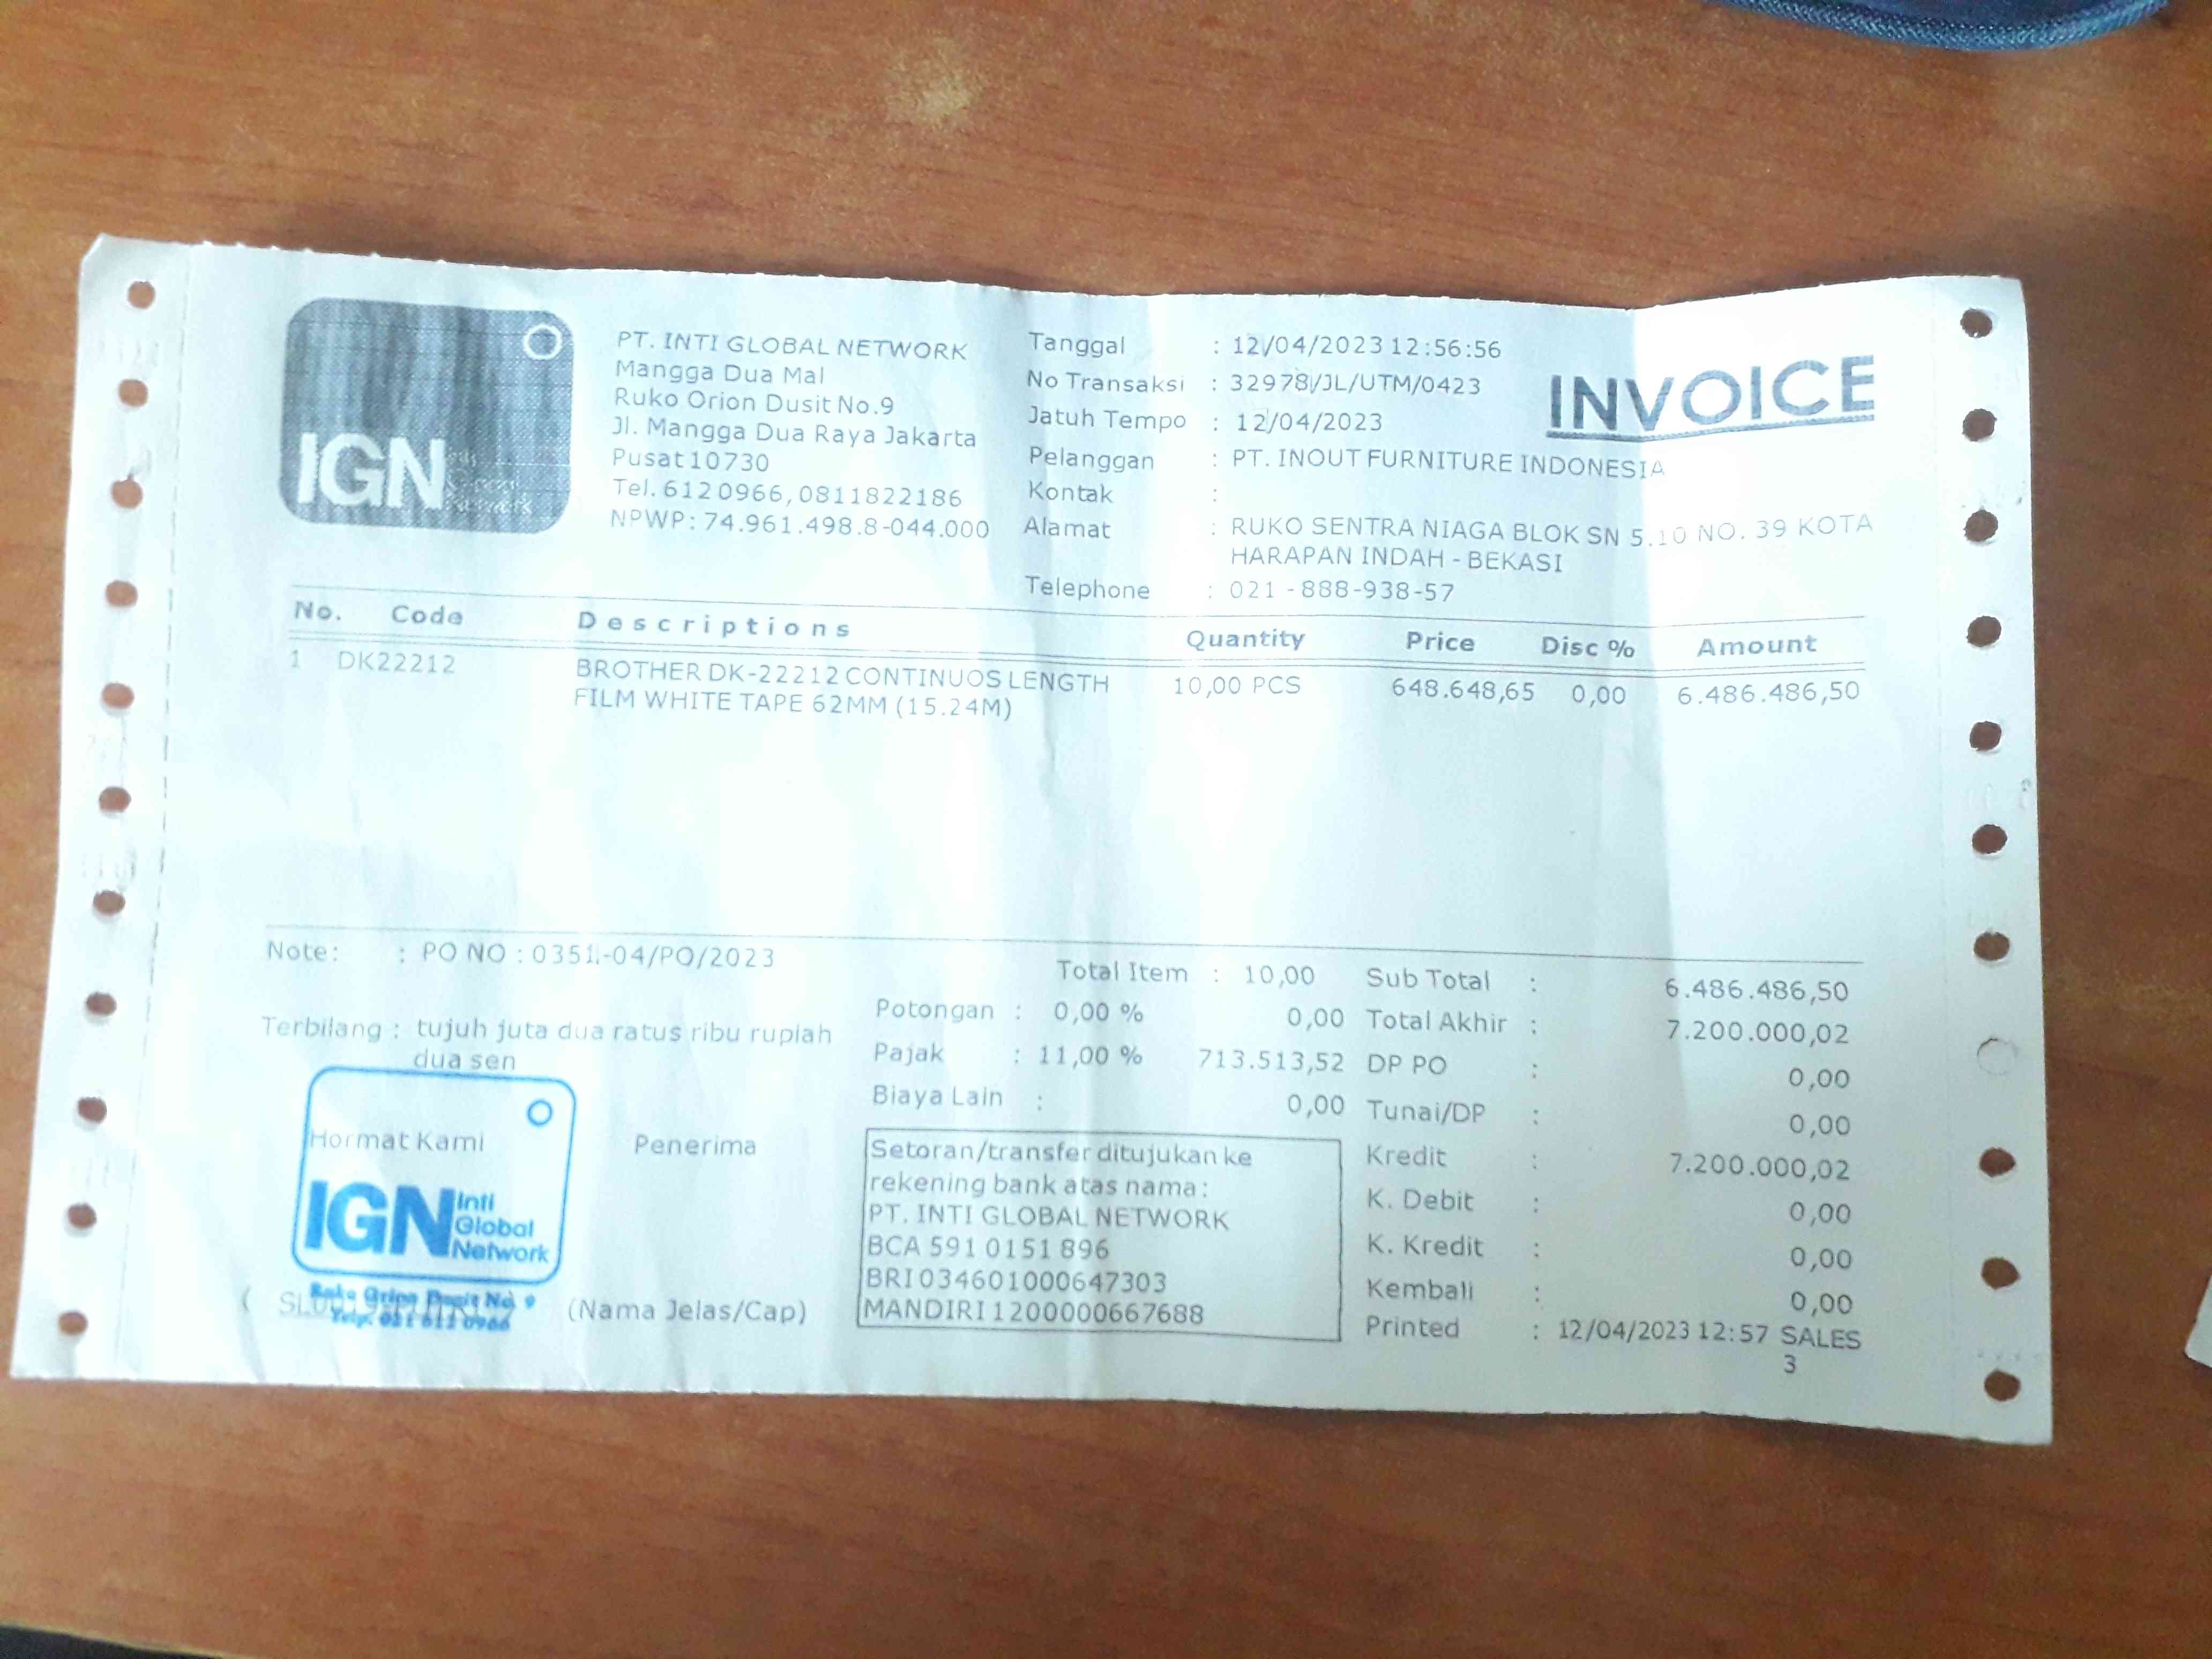 IGN
PT. INTI GLOBAL NETWORK
Mangga Dua Mal
Ruko Orion Dusit No.9
Jl. Mangga Dua Raya Jakarta
Pusat 10730
Tel. 6120966, 0811822186
NPWP: 74.961.498.8-044.000
Tanggal : 12/04/2023 12:56:56
No Transaksi : 32978/JL/UTM/0423
Jatuh Tempo : 12/04/2023
Pelanggan : PT. INOUT FURNITURE INDONESIA
Kontak :
Alamat : RUKO SENTRA NIAGA BLOK SN 5.10 NO. 39 KOTA
HARAPAN INDAH - BEKASI
Telephone : 021 - 888-938-57
INVOICE
No. Code Descriptions Quantity Price Disc % Amount
1 DK22212 BROTHER DK-22212 CONTINUOS LENGTH 10,00 PCS 648.648,65 0,00 6.486.486,50
FILM WHITE TAPE 62MM (15.24M)
Note: : PO NO : 0351-04/PO/2023
Terbilang : tujuh juta dua ratus ribu rupiah
dua sen
Total Item : 10,00
Potongan : 0,00 % 0,00
Pajak : 11,00 % 713.513,52
Biaya Lain : 0,00
Sub Total : 6.486.486,50
Total Akhir : 7.200.000,02
DP PO : 0,00
Tunai/DP : 0,00
Kredit : 7.200.000,02
K. Debit : 0,00
K. Kredit : 0,00
Kembali : 0,00
Printed : 12/04/2023 12:57 SALES
3
Hormat Kami
IGN Inti
Global
Network
Ruko Orion Dusit No. 9
Telp. 021 612 0966
Penerima
(Nama Jelas/Cap)
Setoran/transfer ditujukan ke
rekening bank atas nama :
PT. INTI GLOBAL NETWORK
BCA 591 0151 896
BRI 034601000647303
MANDIRI 1200000667688